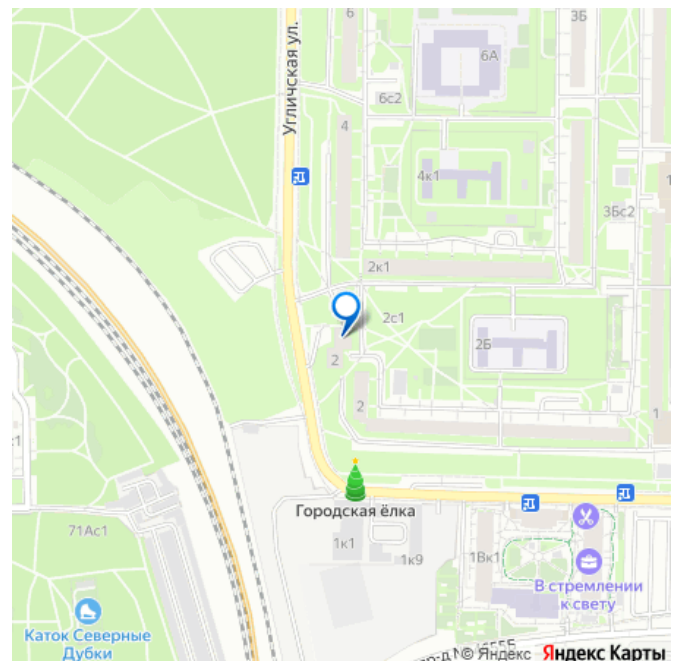 6
3Б
6А
Угличская ул.
6с2
4
4к1
3Бс2
2к1
2с1
2Б
2
2
1
Городская ёлка
71Ас1
1к1
1к9
1Вк1
В стремлении
к свету
Каток Северные
Дубки
© Яндекс Яндекс Карты